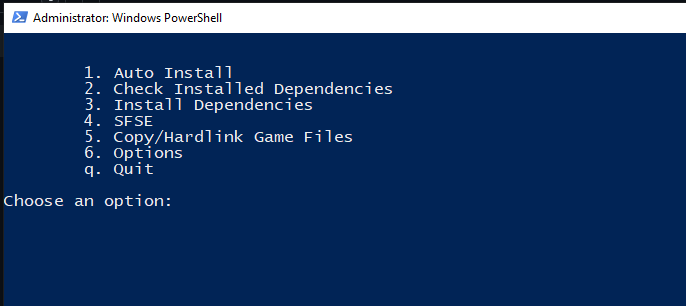 Administrator: Windows PowerShell
1. Auto Install
2. Check Installed Dependencies
3. Install Dependencies
4. SFSE
5. Copy/Hardlink Game Files
6. Options
q. Quit
Choose an option: